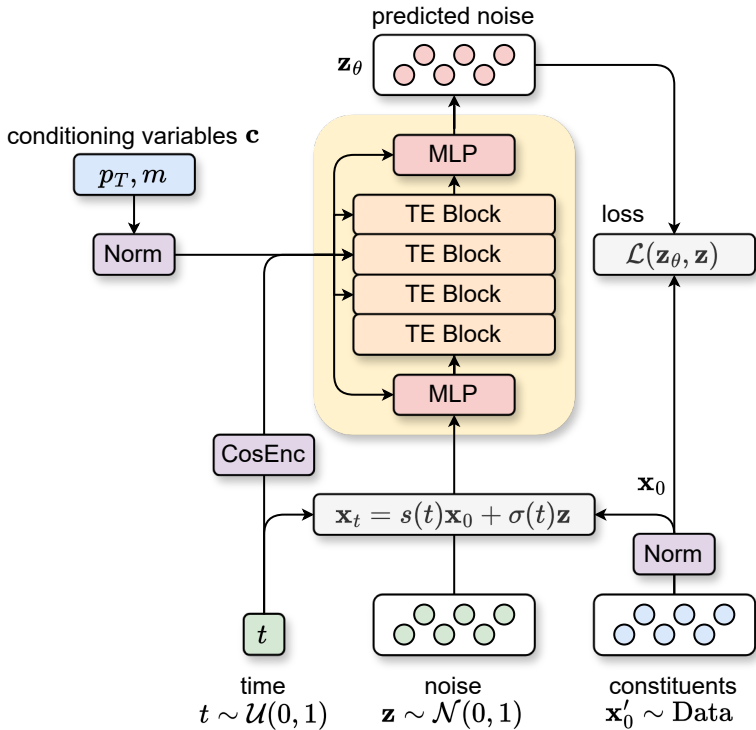 predicted noise
𝐳_θ
conditioning variables 𝐜
p_T, m
MLP
TE Block
loss
Norm
TE Block
ℒ(𝐳_θ, 𝐳)
TE Block
TE Block
MLP
CosEnc
𝐱_0
𝐱_t = s(t)𝐱_0 + σ(t)𝐳
Norm
t
time
noise
constituents
t ∼ 𝒰(0, 1)
𝐳 ∼ 𝒩(0, 1)
𝐱′_0 ∼ Data